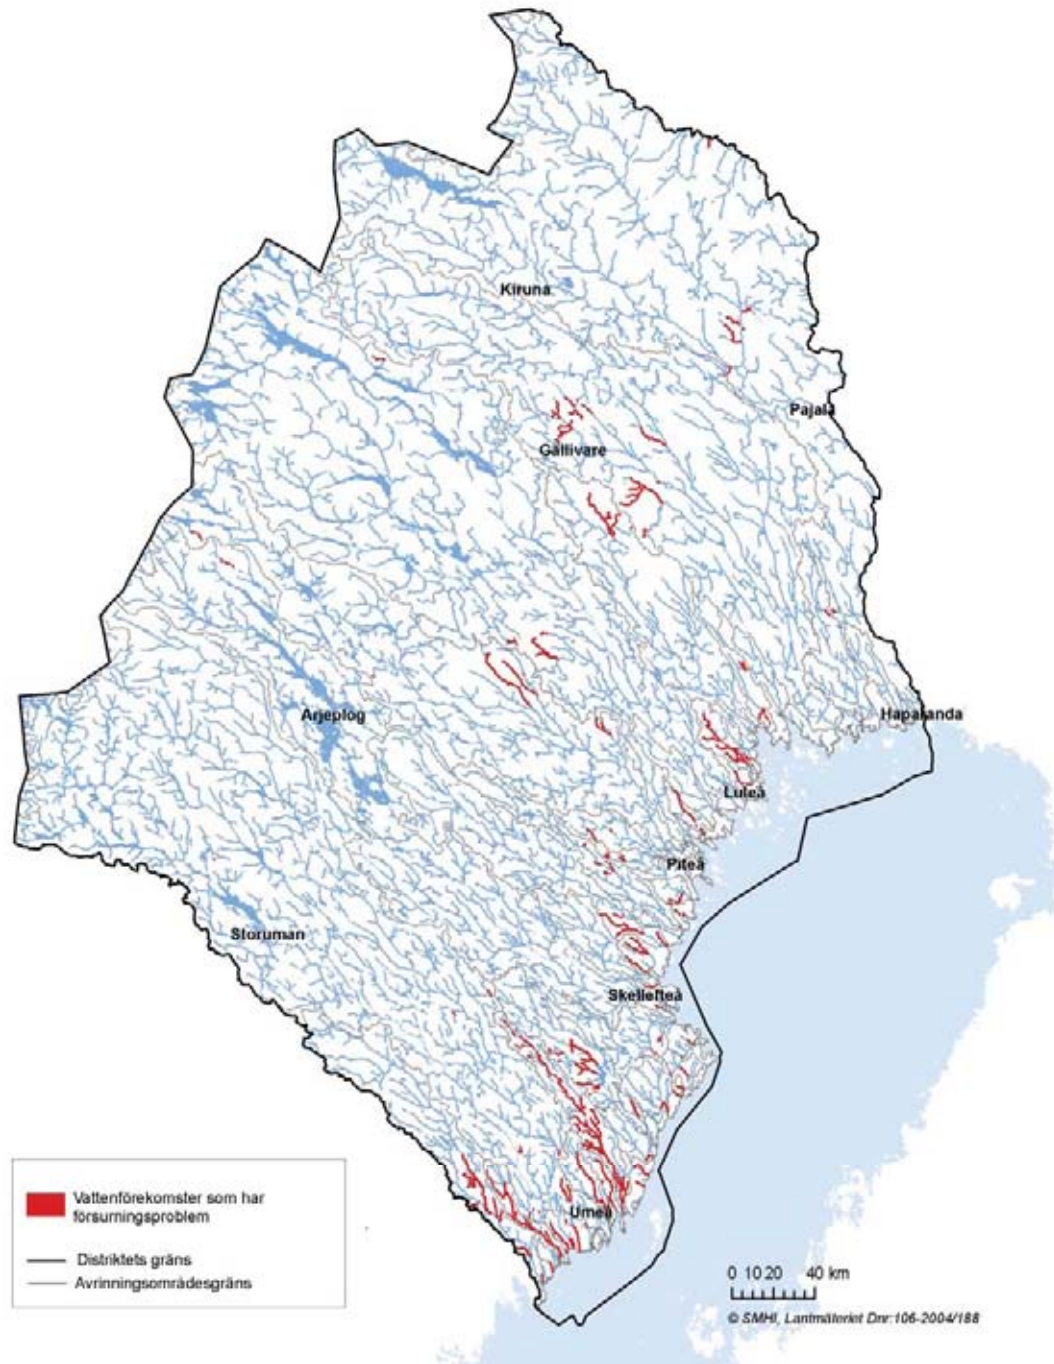 Kiruna
Pajala
Gällivare
Arjeplog
Haparanda
Luleå
Piteå
Storuman
Skellefteå
Umeå
Vattenförekomster som har
försurningsproblem
Distriktets gräns
Avrinningsområdesgräns
0 10 20 40 km
© SMHI, Lantmäteriet Dnr:106-2004/188